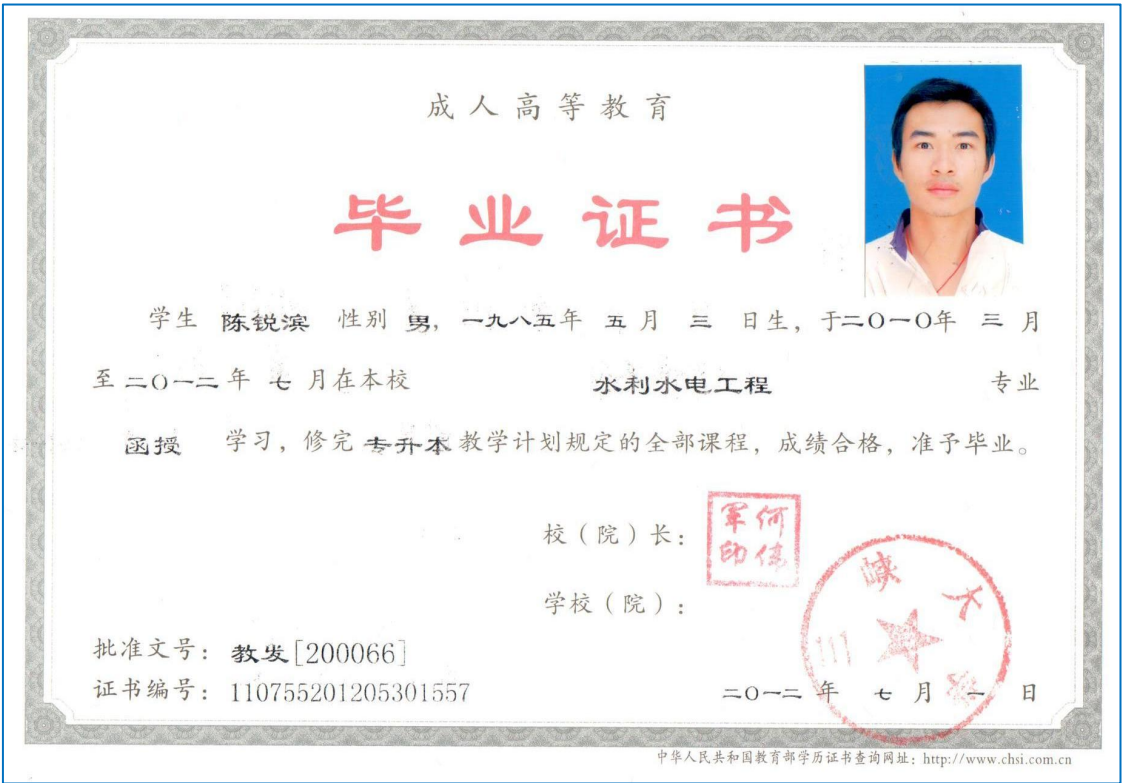 成人高等教育
毕业证书
学生 陈锐滨 性别 男, 一九八五年 五月 三 日生, 于二〇一〇年 三月
至二〇一二年 七 月在本校 水利水电工程 专业
函授 学习, 修完 专升本 教学计划规定的全部课程, 成绩合格, 准予毕业。
校(院)长:
何伟军印
学校(院):
三峡大学
批准文号: 教发[200066]
证书编号: 110755201205301557
二〇一二 年 七 月 一 日
中华人民共和国教育部学历证书查询网址: http://www.chsi.com.cn